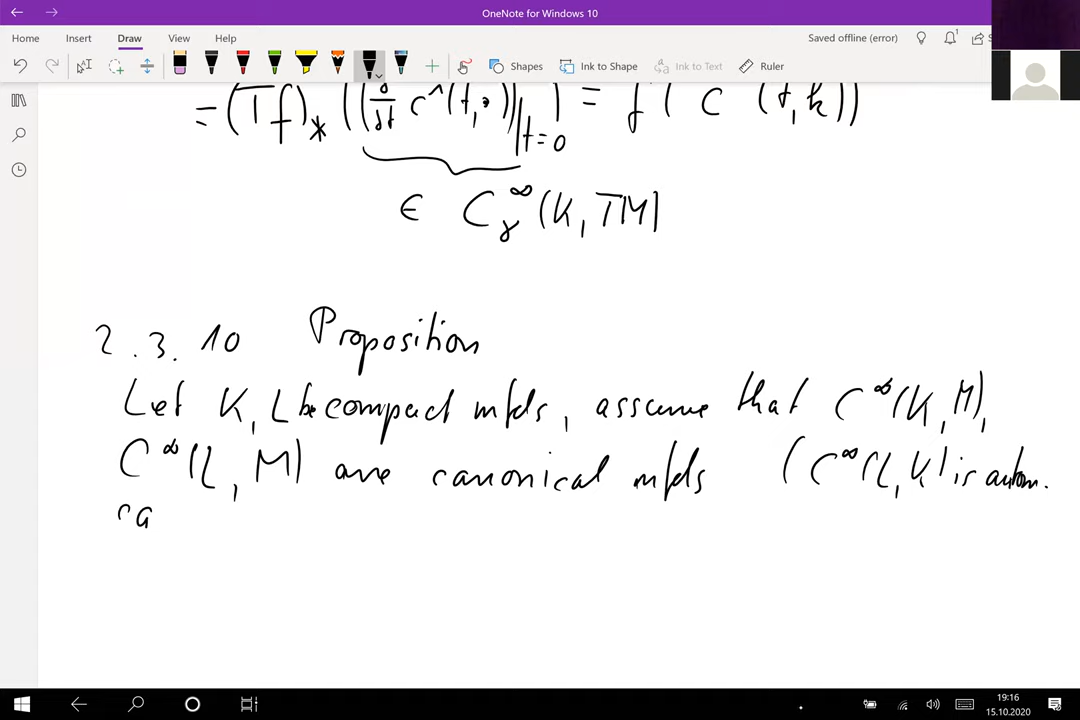 OneNote for Windows 10
Home Insert Draw View Help
Saved offline (error)
Shapes Ink to Shape Ink to Text Ruler
= (Tf)_* ((∂/∂t c^(t,·))|_{t=0}) = f( c (t,k))
∈ C^∞_γ (K, TM)
2.3.10 Proposition
Let K, L be compact mfds, assume that C^∞(K, M),
C^∞(L, M) are canonical mfds (C^∞(L, K) is autom.
ca
19:16
15.10.2020